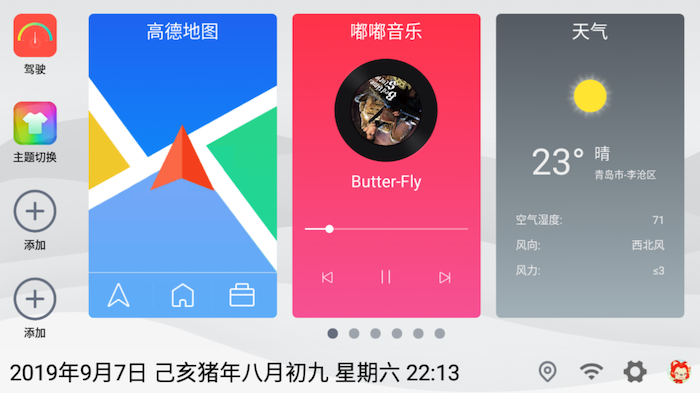 驾驶
主题切换
添加
添加
高德地图
嘟嘟音乐
Butter-Fly
天气
23°
晴
青岛市-李沧区
空气湿度: 71
风向: 西北风
风力: ≤3
2019年9月7日 己亥猪年八月初九 星期六 22:13